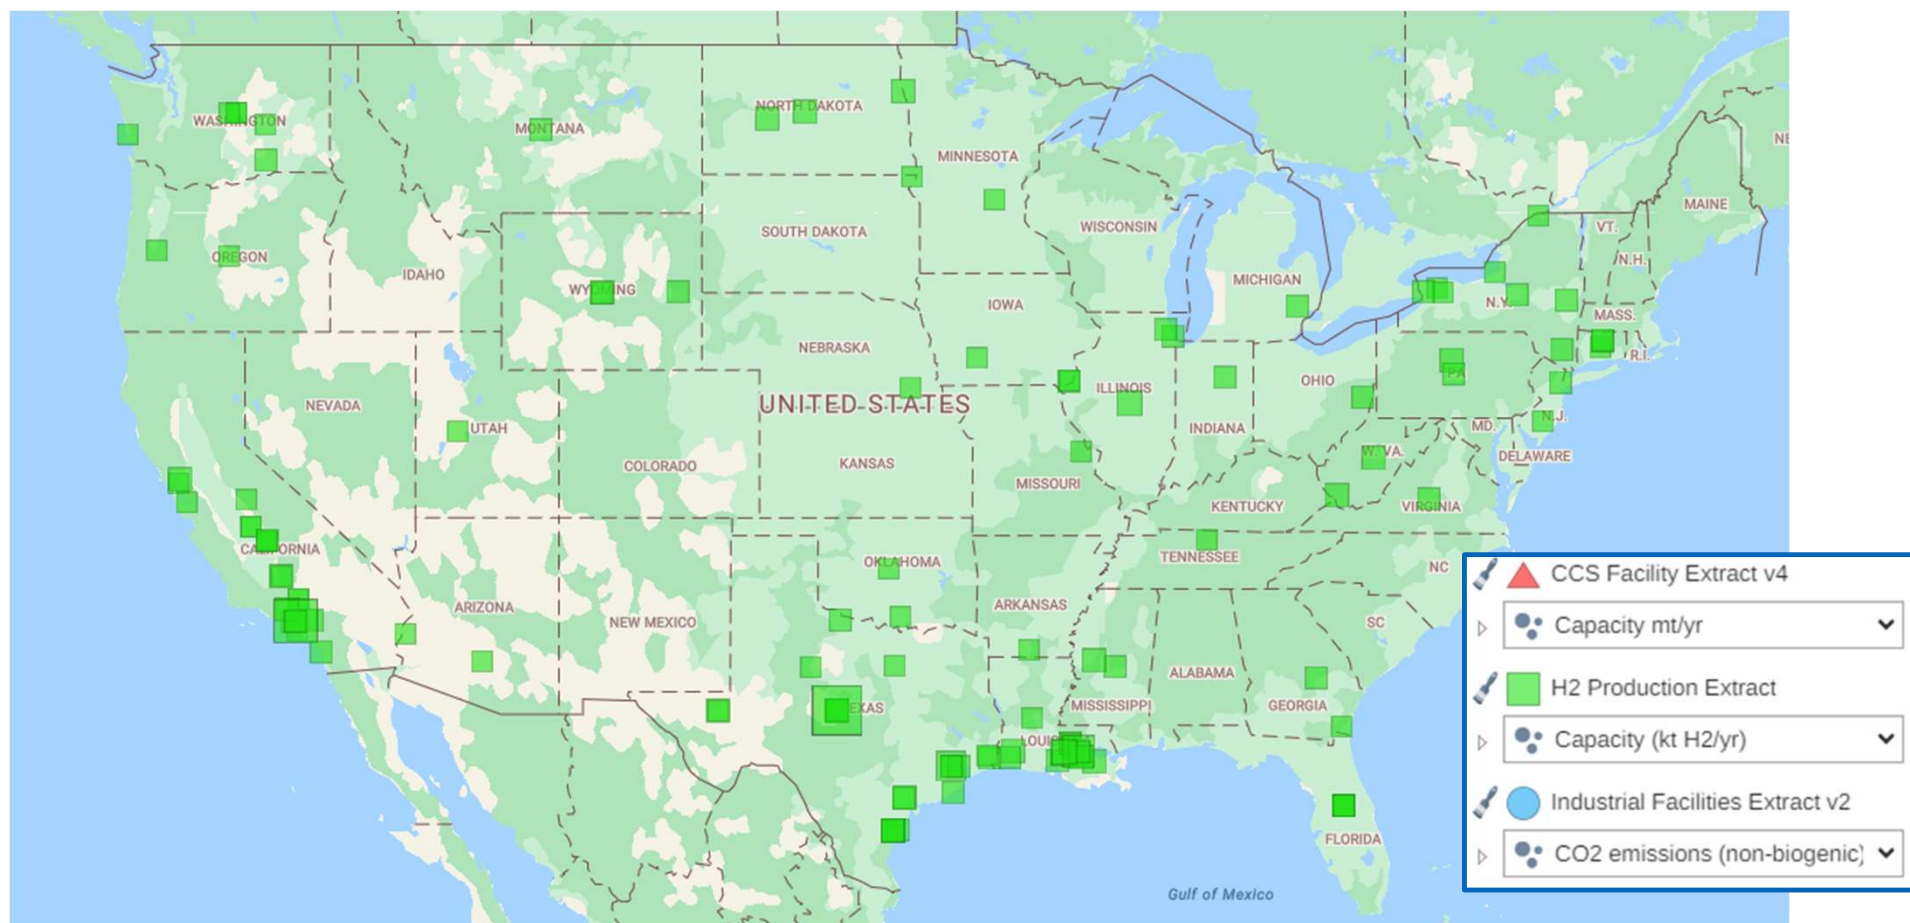 WASHINGTON
MONTANA
NORTH DAKOTA
MINNESOTA
NE
MAINE
OREGON
IDAHO
WYOMING
SOUTH DAKOTA
WISCONSIN
MICHIGAN
VT.
N.H.
N.Y.
MASS.
R.I.
IOWA
NEBRASKA
NEVADA
UTAH
COLORADO
UNITED STATES
KANSAS
ILLINOIS
INDIANA
OHIO
PA
N.J.
MD.
DELAWARE
W. VA.
VIRGINIA
MISSOURI
KENTUCKY
CALIFORNIA
ARIZONA
NEW MEXICO
OKLAHOMA
ARKANSAS
TENNESSEE
NC
SC
EXAS
LOUIS
MISSISSIPPI
ALABAMA
GEORGIA
FLORIDA
Gulf of Mexico
CCS Facility Extract v4
Capacity mt/yr
H2 Production Extract
Capacity (kt H2/yr)
Industrial Facilities Extract v2
CO2 emissions (non-biogenic)